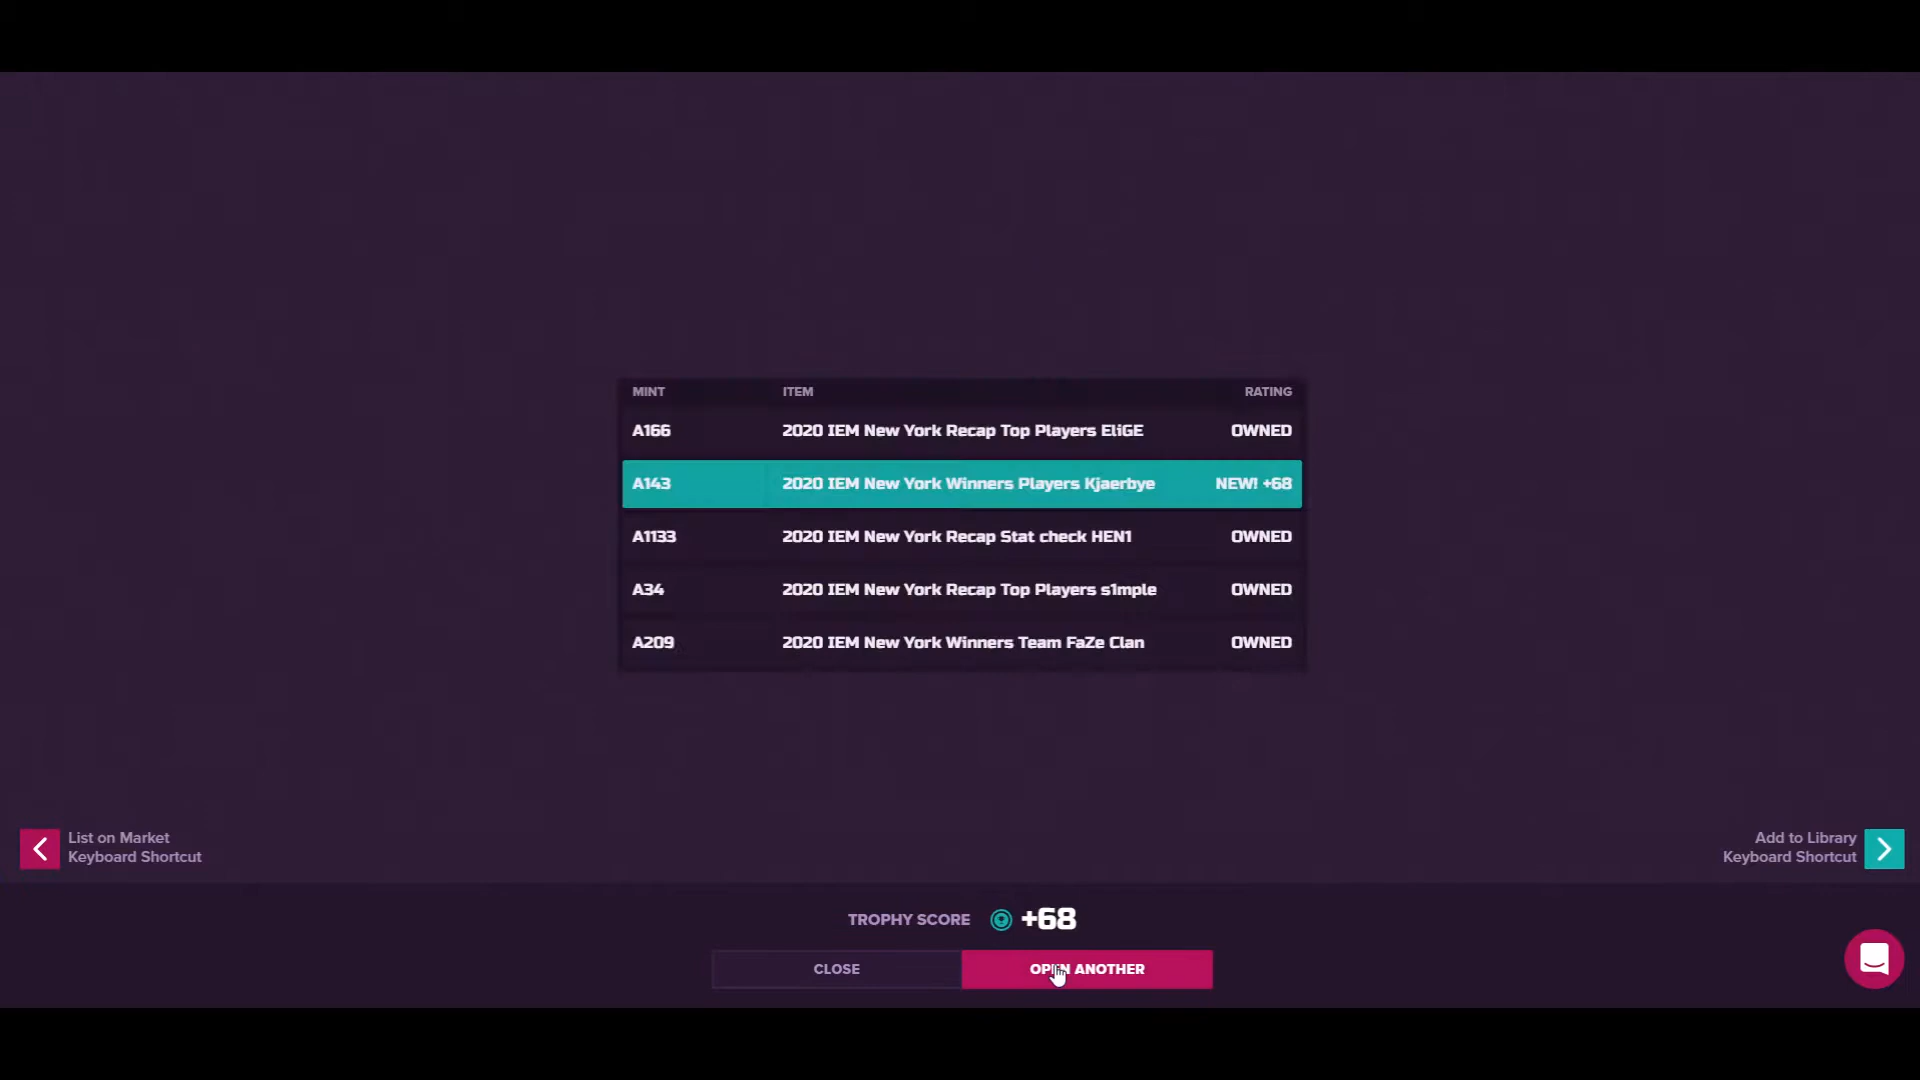 MINT ITEM RATING
A166 2020 IEM New York Recap Top Players EliGE OWNED
A143 2020 IEM New York Winners Players Kjaerbye NEW! +68
A1133 2020 IEM New York Recap Stat check HEN1 OWNED
A34 2020 IEM New York Recap Top Players s1mple OWNED
A209 2020 IEM New York Winners Team FaZe Clan OWNED
List on Market
Keyboard Shortcut
Add to Library
Keyboard Shortcut
TROPHY SCORE +68
CLOSE
OPEN ANOTHER